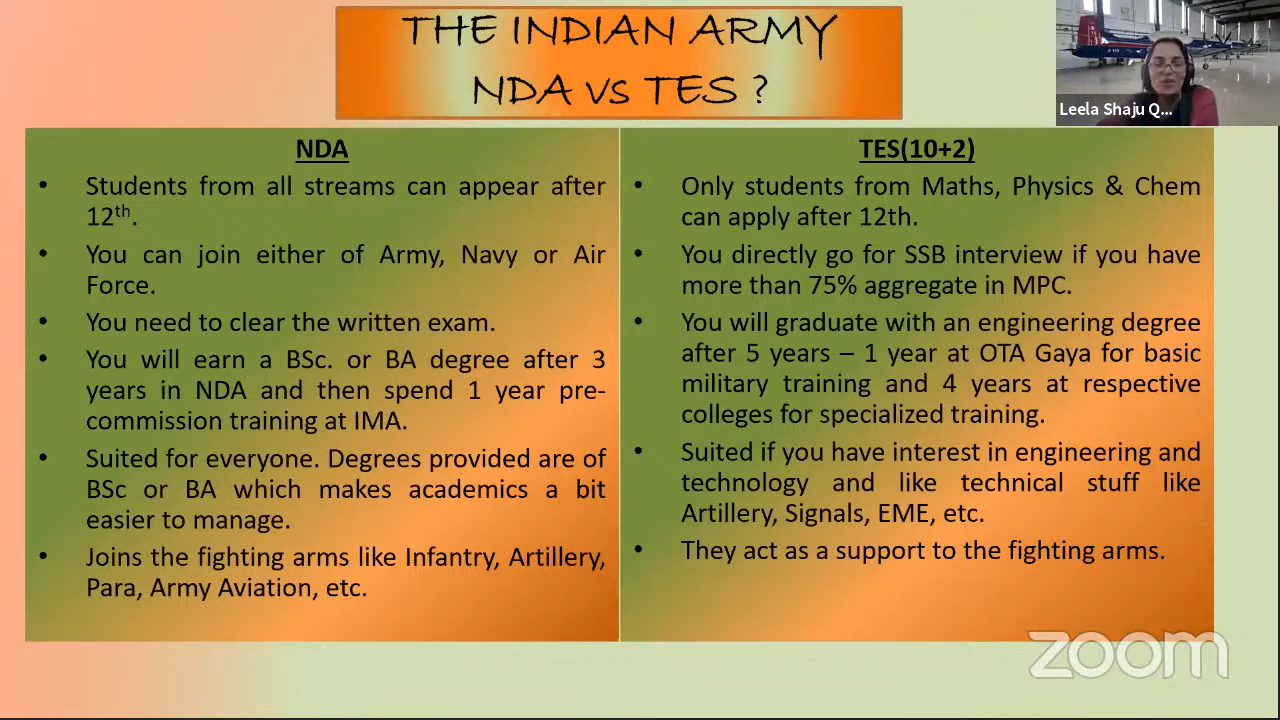 THE INDIAN ARMY
NDA vs TES ?
Leela Shaju Q...
NDA
• Students from all streams can appear after
12th.
• You can join either of Army, Navy or Air
Force.
• You need to clear the written exam.
• You will earn a BSc. or BA degree after 3
years in NDA and then spend 1 year pre-
commission training at IMA.
• Suited for everyone. Degrees provided are of
BSc or BA which makes academics a bit
easier to manage.
• Joins the fighting arms like Infantry, Artillery,
Para, Army Aviation, etc.
TES(10+2)
• Only students from Maths, Physics & Chem
can apply after 12th.
• You directly go for SSB interview if you have
more than 75% aggregate in MPC.
• You will graduate with an engineering degree
after 5 years – 1 year at OTA Gaya for basic
military training and 4 years at respective
colleges for specialized training.
• Suited if you have interest in engineering and
technology and like technical stuff like
Artillery, Signals, EME, etc.
• They act as a support to the fighting arms.
zoom